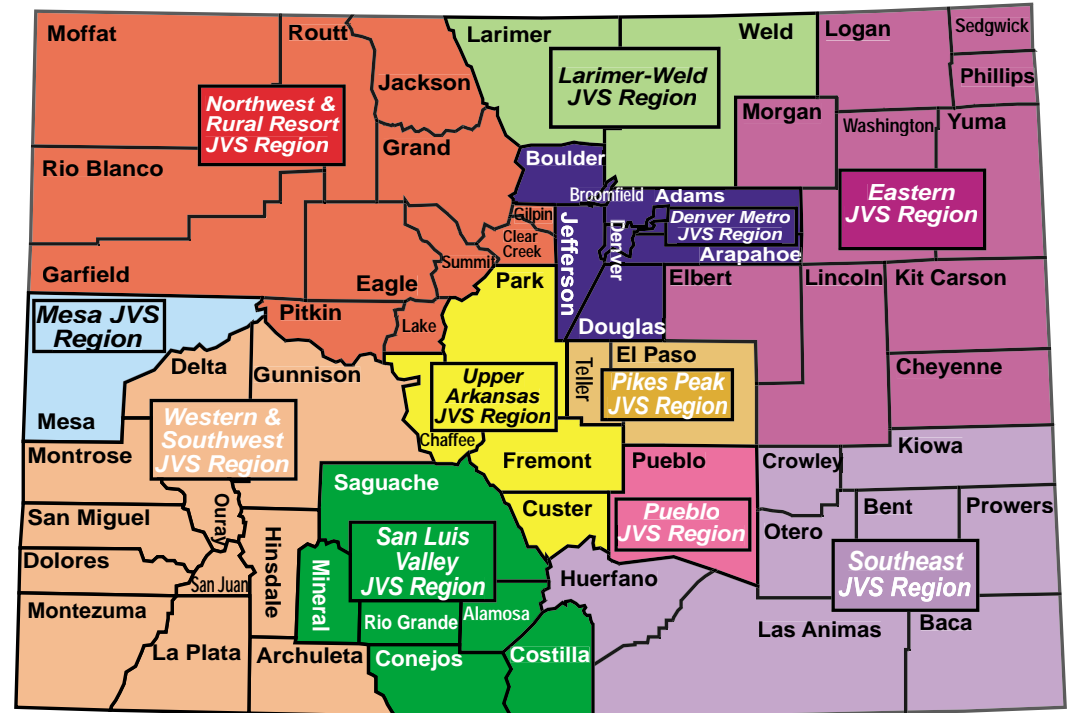 Moffat
Routt
Larimer
Weld
Logan
Sedgwick
Jackson
Larimer-Weld
JVS Region
Phillips
Northwest &
Rural Resort
JVS Region
Morgan
Washington
Yuma
Grand
Rio Blanco
Boulder
Broomfield
Adams
Eastern
JVS Region
Gilpin
Clear
Creek
Jefferson
Denver
Denver Metro
JVS Region
Arapahoe
Garfield
Eagle
Summit
Park
Elbert
Lincoln
Kit Carson
Mesa JVS
Region
Pitkin
Lake
Douglas
Delta
Gunnison
Upper
Arkansas
JVS Region
Teller
El Paso
Pikes Peak
JVS Region
Cheyenne
Mesa
Western &
Southwest
JVS Region
Chaffee
Montrose
Fremont
Pueblo
Crowley
Kiowa
Saguache
San Miguel
Ouray
Hinsdale
Custer
Pueblo
JVS Region
Otero
Bent
Prowers
San Luis
Valley
JVS Region
Dolores
San Juan
Mineral
Huerfano
Southeast
JVS Region
Montezuma
Rio Grande
Alamosa
Las Animas
Baca
La Plata
Archuleta
Conejos
Costilla